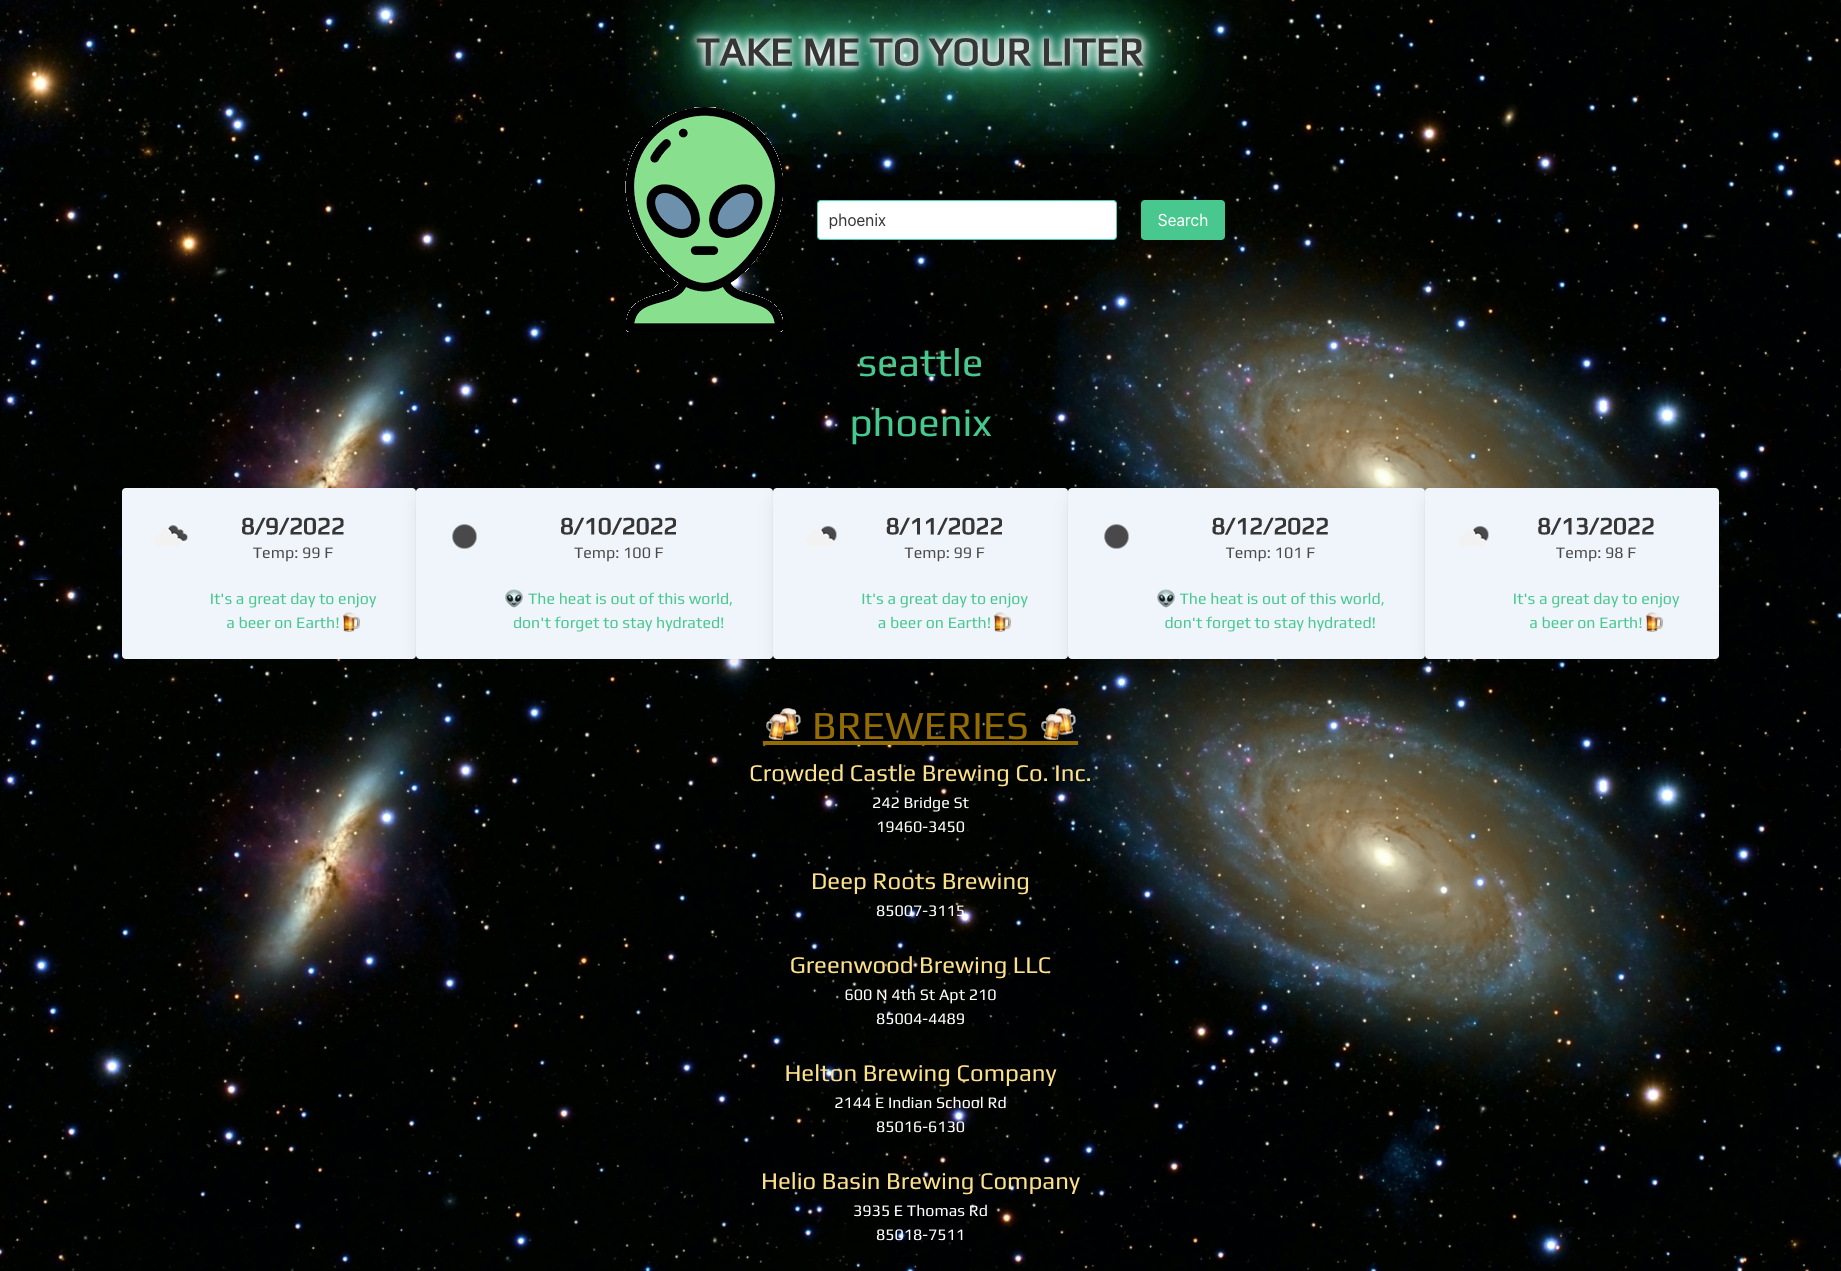 TAKE ME TO YOUR LITER
phoenix
Search
seattle
phoenix
8/9/2022
Temp: 99 F
It's a great day to enjoy
a beer on Earth! 🍺
8/10/2022
Temp: 100 F
👽 The heat is out of this world,
don't forget to stay hydrated!
8/11/2022
Temp: 99 F
It's a great day to enjoy
a beer on Earth! 🍺
8/12/2022
Temp: 101 F
👽 The heat is out of this world,
don't forget to stay hydrated!
8/13/2022
Temp: 98 F
It's a great day to enjoy
a beer on Earth! 🍺
🍻 BREWERIES 🍻
Crowded Castle Brewing Co. Inc.
242 Bridge St
19460-3450
Deep Roots Brewing
85007-3115
Greenwood Brewing LLC
600 N 4th St Apt 210
85004-4489
Helton Brewing Company
2144 E Indian School Rd
85016-6130
Helio Basin Brewing Company
3935 E Thomas Rd
85018-7511